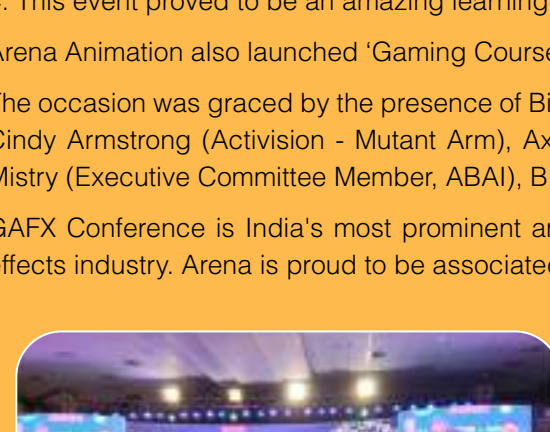 . This event proved to be an amazing learning
Arena Animation also launched ‘Gaming Course
The occasion was graced by the presence of Bi
Cindy Armstrong (Activision - Mutant Arm), Ax
Mistry (Executive Committee Member, ABAI), B
GAFX Conference is India's most prominent an
effects industry. Arena is proud to be associated